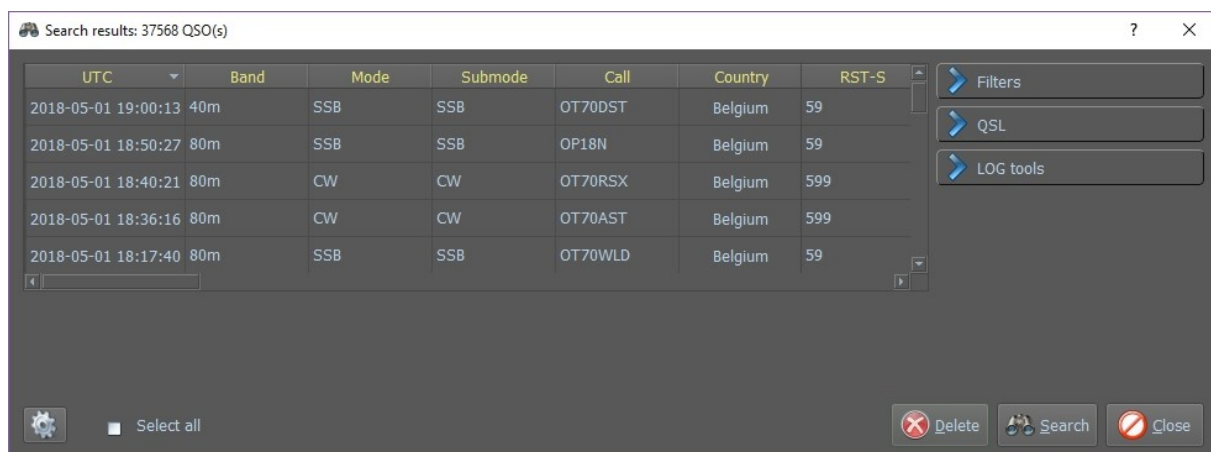 Search results: 37568 QSO(s) ?
UTC Band Mode Submode Call Country RST-S
2018-05-01 19:00:13 40m SSB SSB OT70DST Belgium 59
2018-05-01 18:50:27 80m SSB SSB OP18N Belgium 59
2018-05-01 18:40:21 80m CW CW OT70RSX Belgium 599
2018-05-01 18:36:16 80m CW CW OT70AST Belgium 599
2018-05-01 18:17:40 80m SSB SSB OT70WLD Belgium 59
Filters
QSL
LOG tools
Select all
Delete Search Close